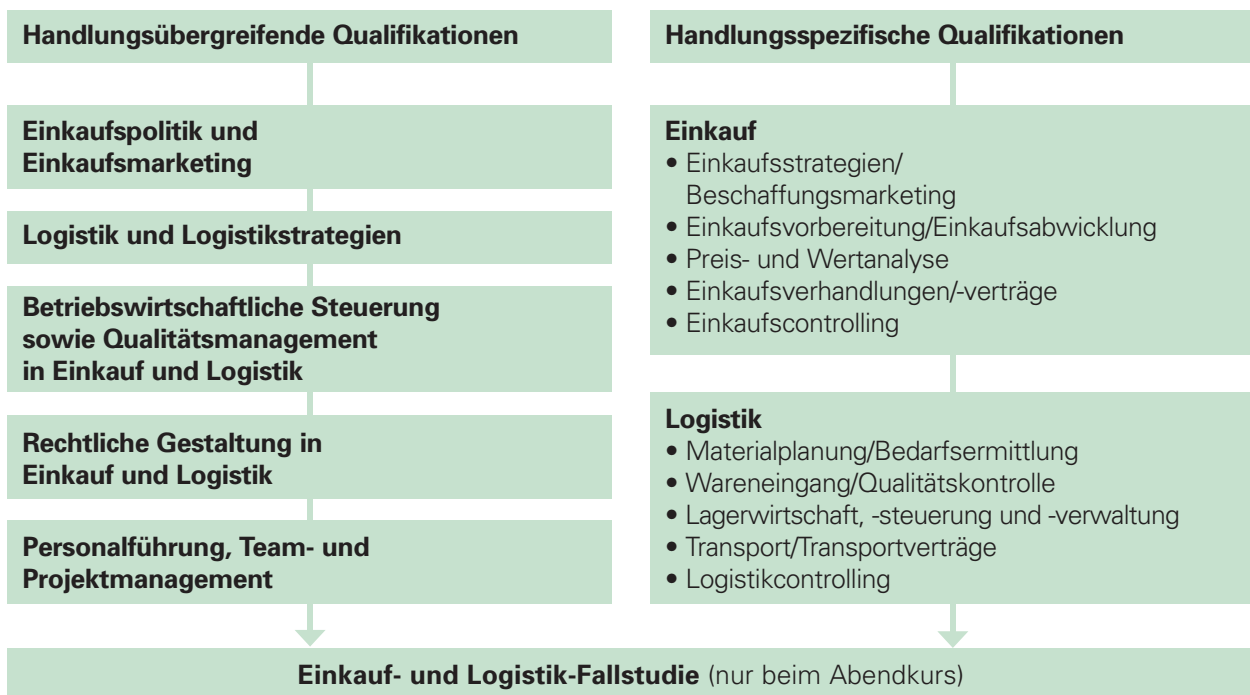 Handlungsübergreifende Qualifikationen
Einkaufspolitik und
Einkaufsmarketing
Logistik und Logistikstrategien
Betriebswirtschaftliche Steuerung
sowie Qualitätsmanagement
in Einkauf und Logistik
Rechtliche Gestaltung in
Einkauf und Logistik
Personalführung, Team- und
Projektmanagement
Handlungsspezifische Qualifikationen
Einkauf
• Einkaufsstrategien/
Beschaffungsmarketing
• Einkaufsvorbereitung/Einkaufsabwicklung
• Preis- und Wertanalyse
• Einkaufsverhandlungen/-verträge
• Einkaufscontrolling
Logistik
• Materialplanung/Bedarfsermittlung
• Wareneingang/Qualitätskontrolle
• Lagerwirtschaft, -steuerung und -verwaltung
• Transport/Transportverträge
• Logistikcontrolling
Einkauf- und Logistik-Fallstudie (nur beim Abendkurs)